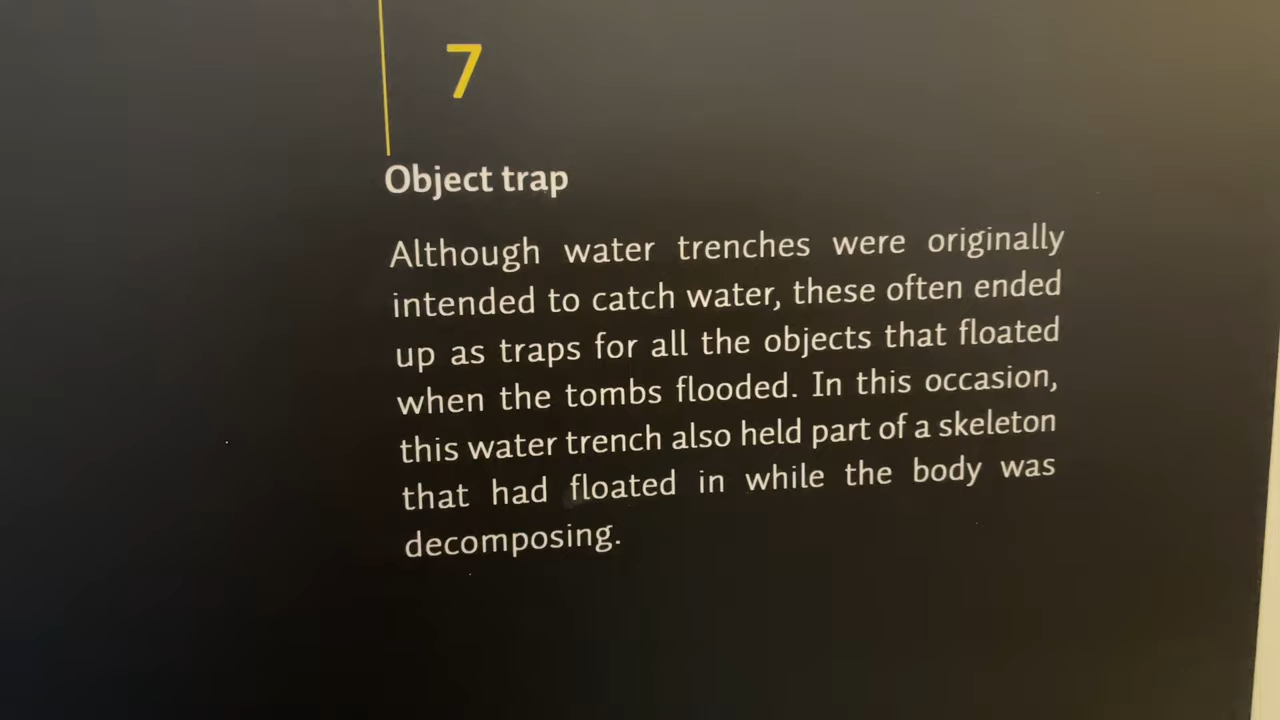 7
Object trap
Although water trenches were originally
intended to catch water, these often ended
up as traps for all the objects that floated
when the tombs flooded. In this occasion,
this water trench also held part of a skeleton
that had floated in while the body was
decomposing.